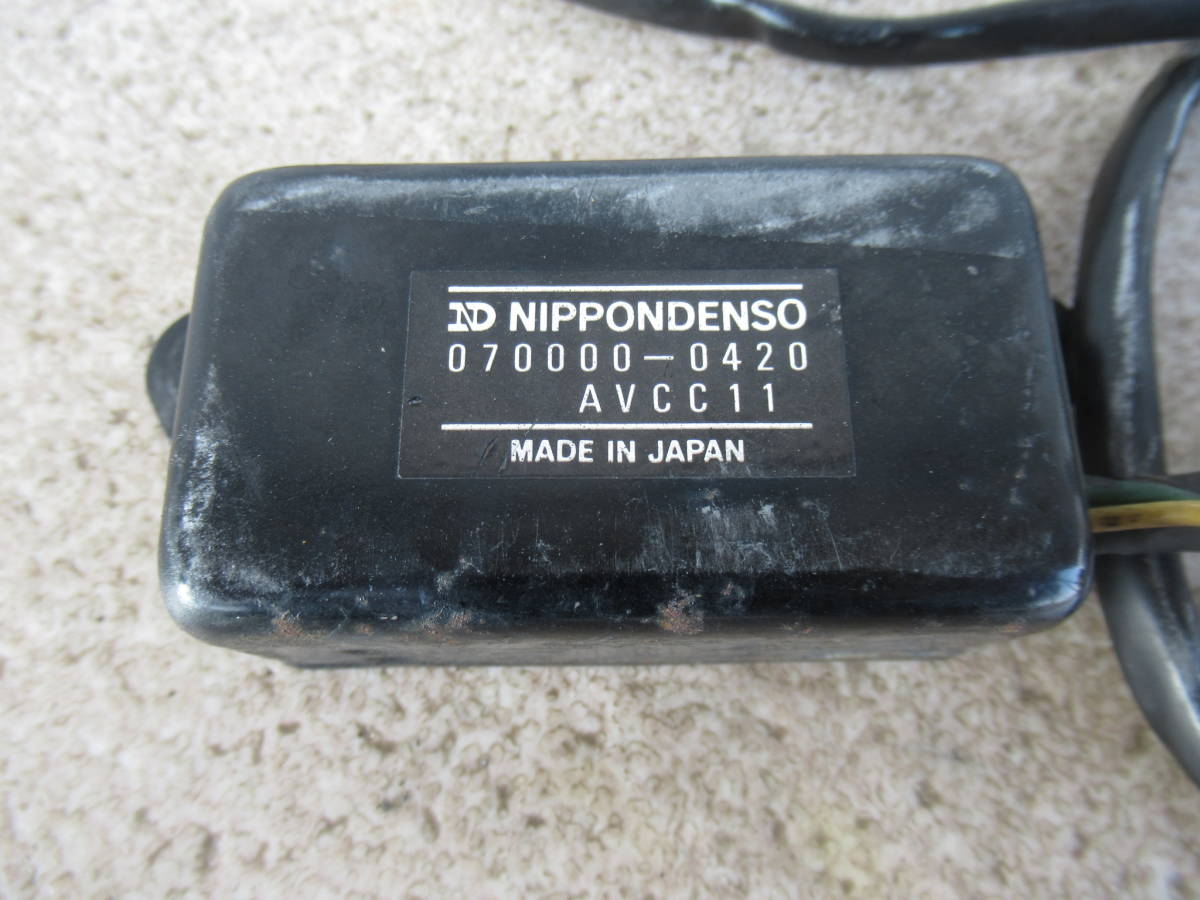 ND NIPPONDENSO
070000-0420
AVCC11
MADE IN JAPAN